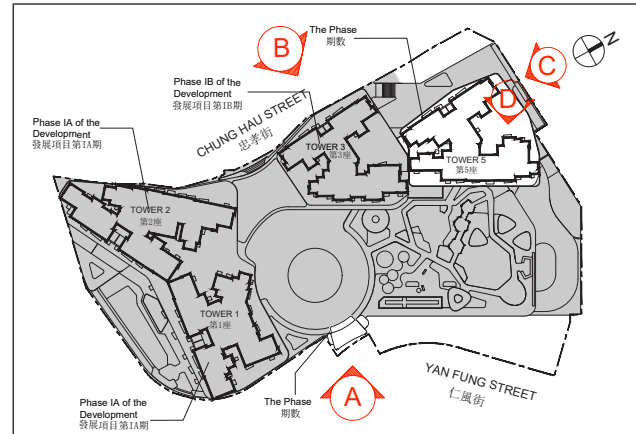 The Phase
期數
B
C
N
Phase IB of the
Development
發展項目第IB期
D
CHUNG HAU STREET
忠孝街
Phase IA of the
Development
發展項目第IA期
TOWER 3
第3座
TOWER 5
第5座
TOWER 2
第2座
TOWER 1
第1座
YAN FUNG STREET
仁風街
A
The Phase
期數
Phase IA of the
Development
發展項目第IA期